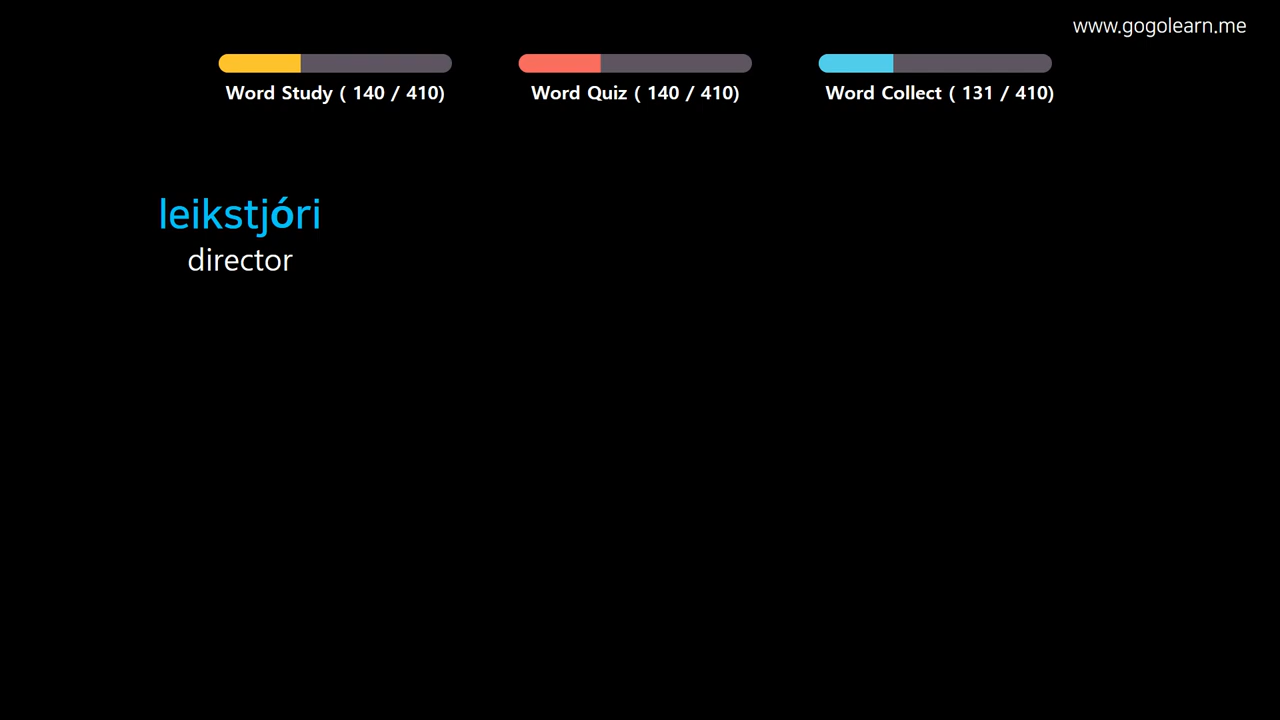 www.gogolearn.me
Word Study ( 140 / 410)
Word Quiz ( 140 / 410)
Word Collect ( 131 / 410)
leikstjóri
director